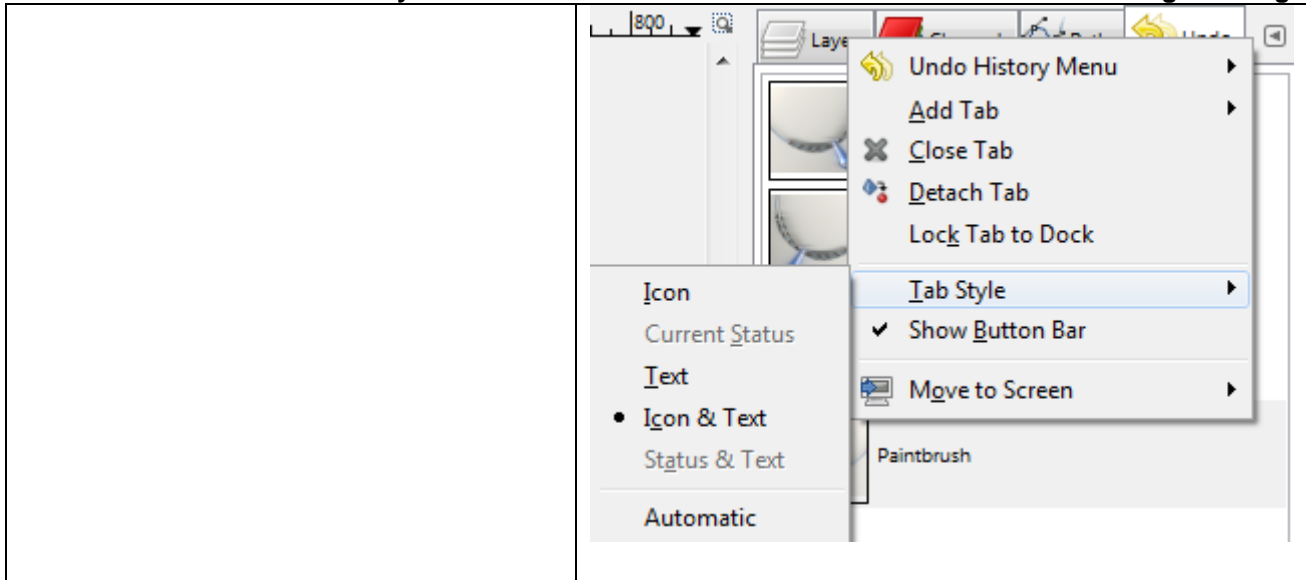 800
Laye
Undo
Undo History Menu
Add Tab
Close Tab
Detach Tab
Lock Tab to Dock
Tab Style
Show Button Bar
Move to Screen
Icon
Current Status
Text
Icon & Text
Status & Text
Automatic
Paintbrush